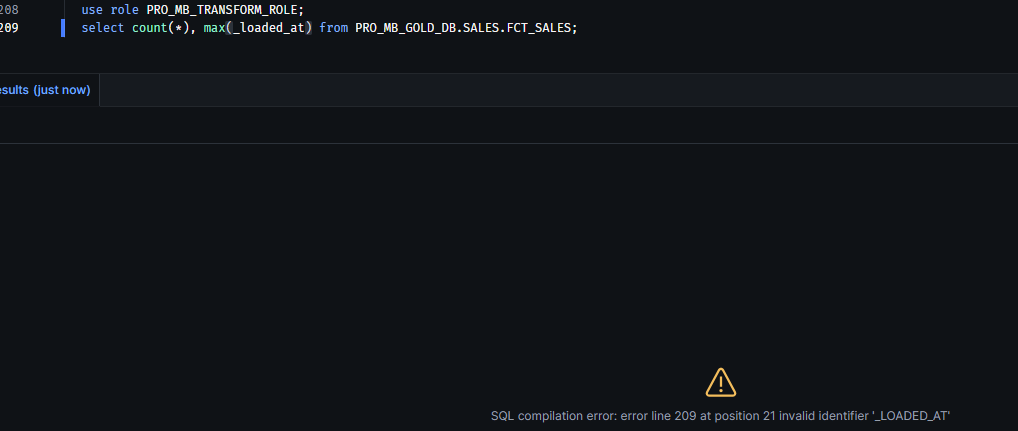 208 use role PRO_MB_TRANSFORM_ROLE;
209 select count(*), max(_loaded_at) from PRO_MB_GOLD_DB.SALES.FCT_SALES;
esults (just now)
SQL compilation error: error line 209 at position 21 invalid identifier '_LOADED_AT'